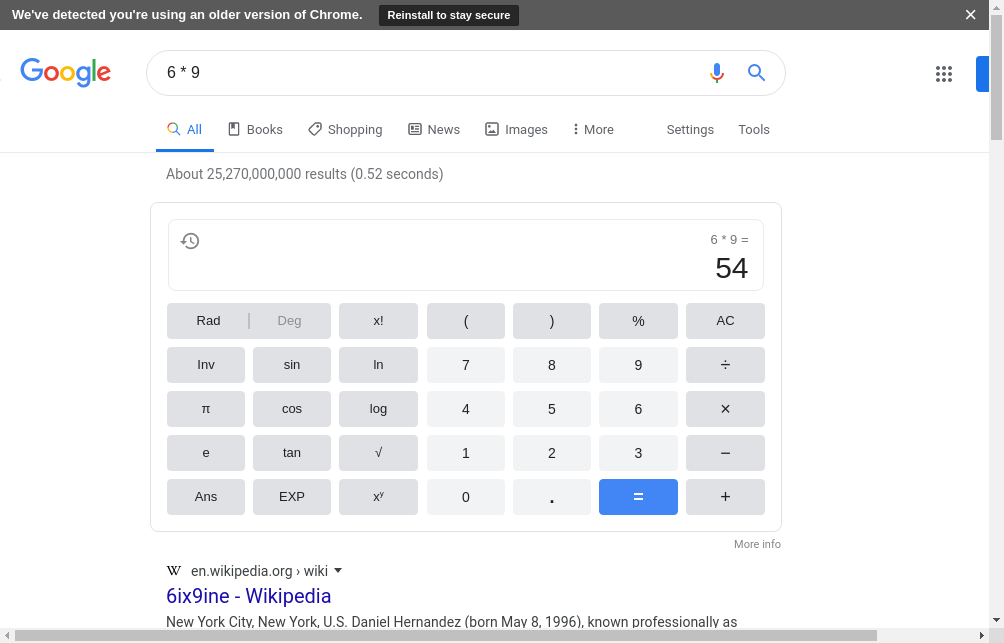 We've detected you're using an older version of Chrome. Reinstall to stay secure
Google
6 * 9
All Books Shopping News Images More Settings Tools
About 25,270,000,000 results (0.52 seconds)
6 * 9 =
54
Rad Deg x! ( ) % AC
Inv sin ln 7 8 9 ÷
π cos log 4 5 6 ×
e tan √ 1 2 3 −
Ans EXP xʸ 0 . = +
More info
W en.wikipedia.org › wiki
6ix9ine - Wikipedia
New York City, New York, U.S. Daniel Hernandez (born May 8, 1996), known professionally as